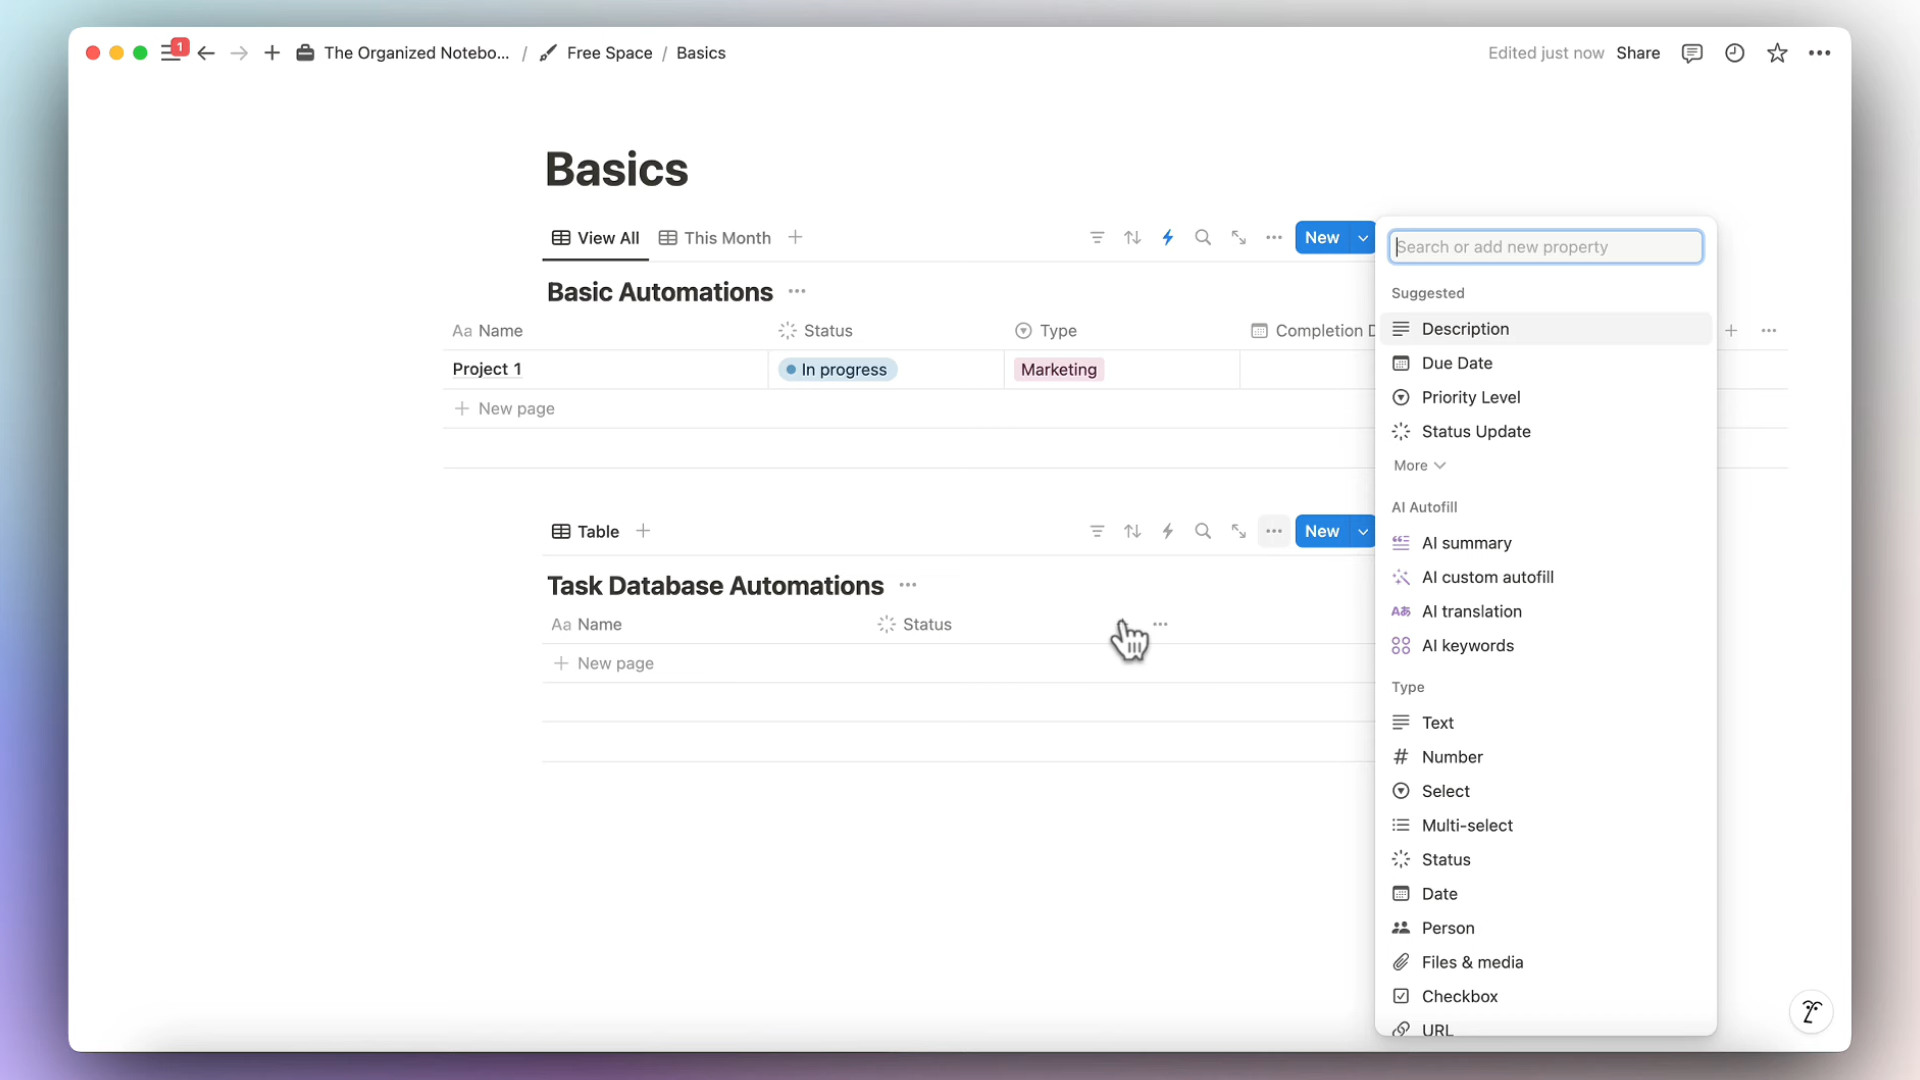 1
The Organized Notebo... / Free Space / Basics
Edited just now Share
Basics
View All This Month
New
Basic Automations
Aa Name Status Type Completion D
Project 1 In progress Marketing
New page
Table
New
Task Database Automations
Aa Name Status
New page
Search or add new property
Suggested
Description
Due Date
Priority Level
Status Update
More
AI Autofill
AI summary
AI custom autofill
AI translation
AI keywords
Type
Text
Number
Select
Multi-select
Status
Date
Person
Files & media
Checkbox
URL